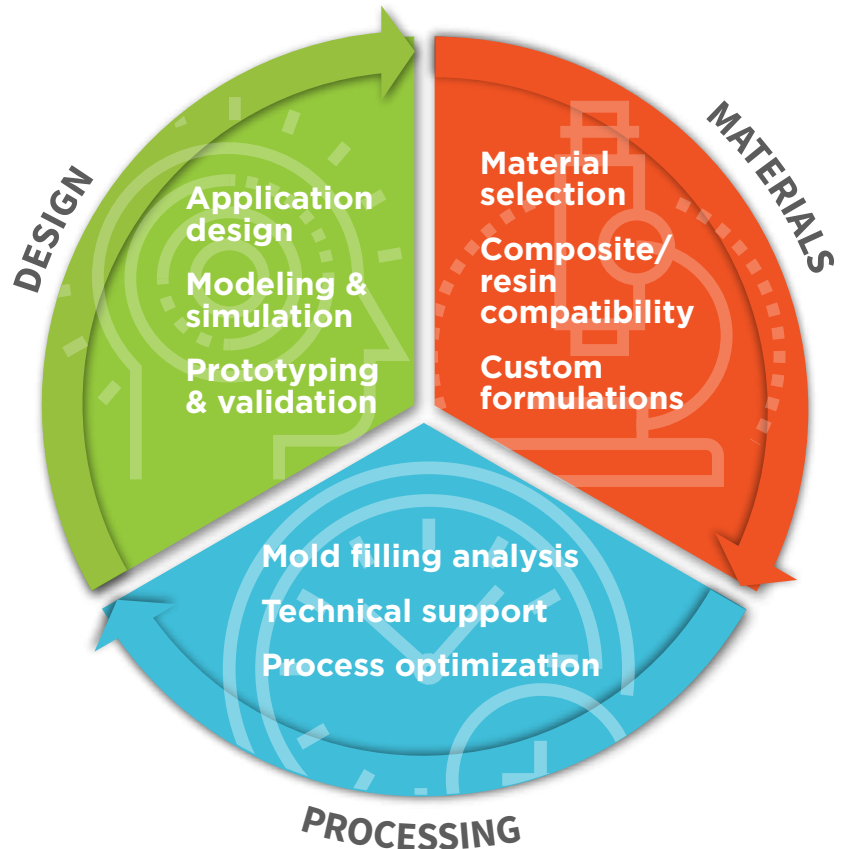 DESIGN
Application
design
Modeling &
simulation
Prototyping
& validation
MATERIALS
Material
selection
Composite/
resin
compatibility
Custom
formulations
Mold filling analysis
Technical support
Process optimization
PROCESSING